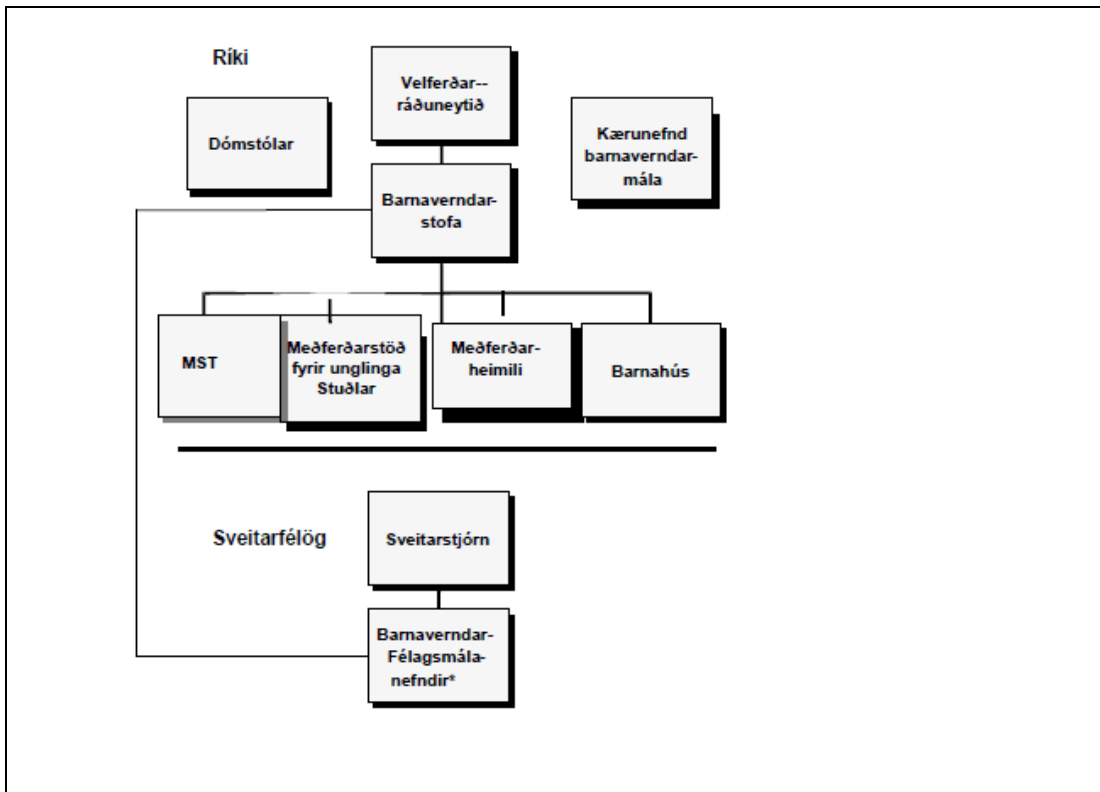 Ríki
Velferðar--
ráðuneytið
Dómstólar
Kærunefnd
barnaverndar-
mála
Barnaverndar-
stofa
MST
Meðferðarstöð
fyrir unglinga
Stuðlar
Meðferðar-
heimili
Barnahús
Sveitarfélög
Sveitarstjórn
Barnaverndar-
Félagsmála-
nefndir*